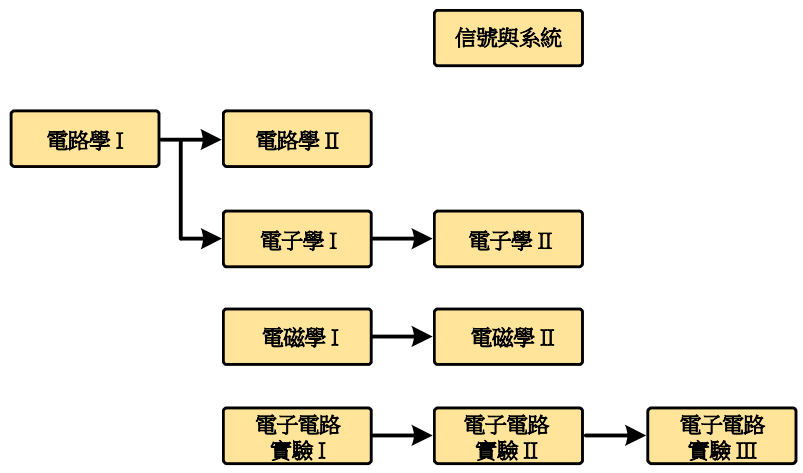 信號與系統
電路學 I
電路學 II
電子學 I
電子學 II
電磁學 I
電磁學 II
電子電路
實驗 I
電子電路
實驗 II
電子電路
實驗 III